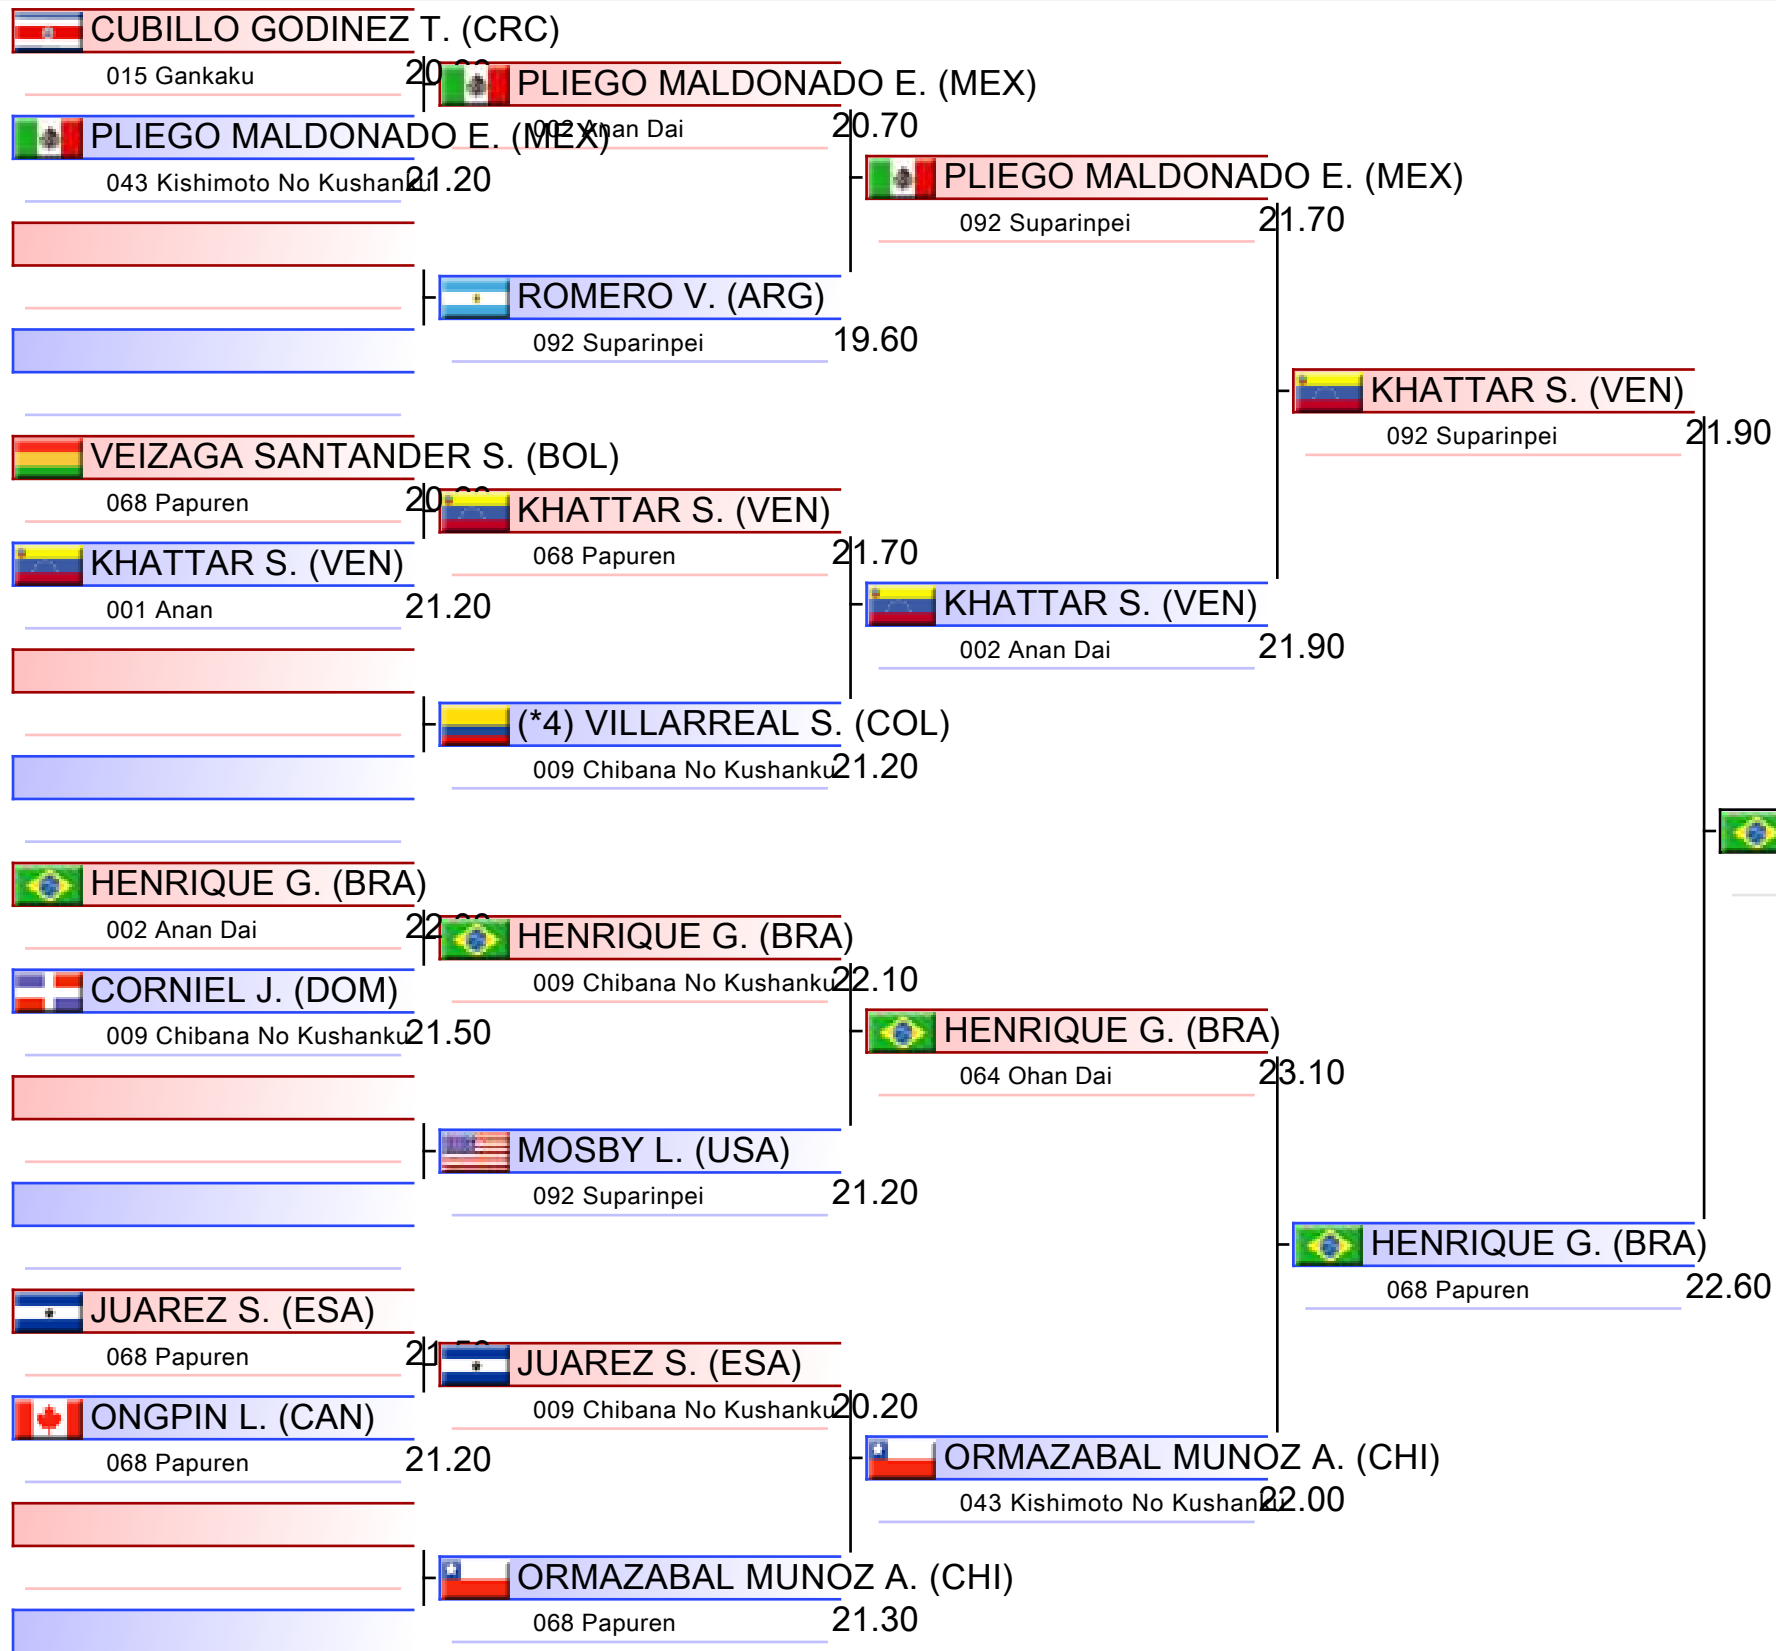 CUBILLO GODINEZ T. (CRC)
015 Gankaku
PLIEGO MALDONADO E. (MEX)
043 Kishimoto No Kushanku 21.20
VEIZAGA SANTANDER S. (BOL)
068 Papuren
KHATTAR S. (VEN)
001 Anan 21.20
HENRIQUE G. (BRA)
002 Anan Dai
CORNIEL J. (DOM)
009 Chibana No Kushanku 21.50
JUAREZ S. (ESA)
068 Papuren
ONGPIN L. (CAN)
068 Papuren 21.20
PLIEGO MALDONADO E. (MEX)
002 Anan Dai 20.70
ROMERO V. (ARG)
092 Suparinpei 19.60
KHATTAR S. (VEN)
068 Papuren 21.70
(*4) VILLARREAL S. (COL)
009 Chibana No Kushanku 21.20
HENRIQUE G. (BRA)
009 Chibana No Kushanku 22.10
MOSBY L. (USA)
092 Suparinpei 21.20
JUAREZ S. (ESA)
009 Chibana No Kushanku 20.20
ORMAZABAL MUNOZ A. (CHI)
068 Papuren 21.30
PLIEGO MALDONADO E. (MEX)
092 Suparinpei 21.70
KHATTAR S. (VEN)
002 Anan Dai 21.90
HENRIQUE G. (BRA)
064 Ohan Dai 23.10
ORMAZABAL MUNOZ A. (CHI)
043 Kishimoto No Kushanku 22.00
KHATTAR S. (VEN)
092 Suparinpei 21.90
HENRIQUE G. (BRA)
068 Papuren 22.60